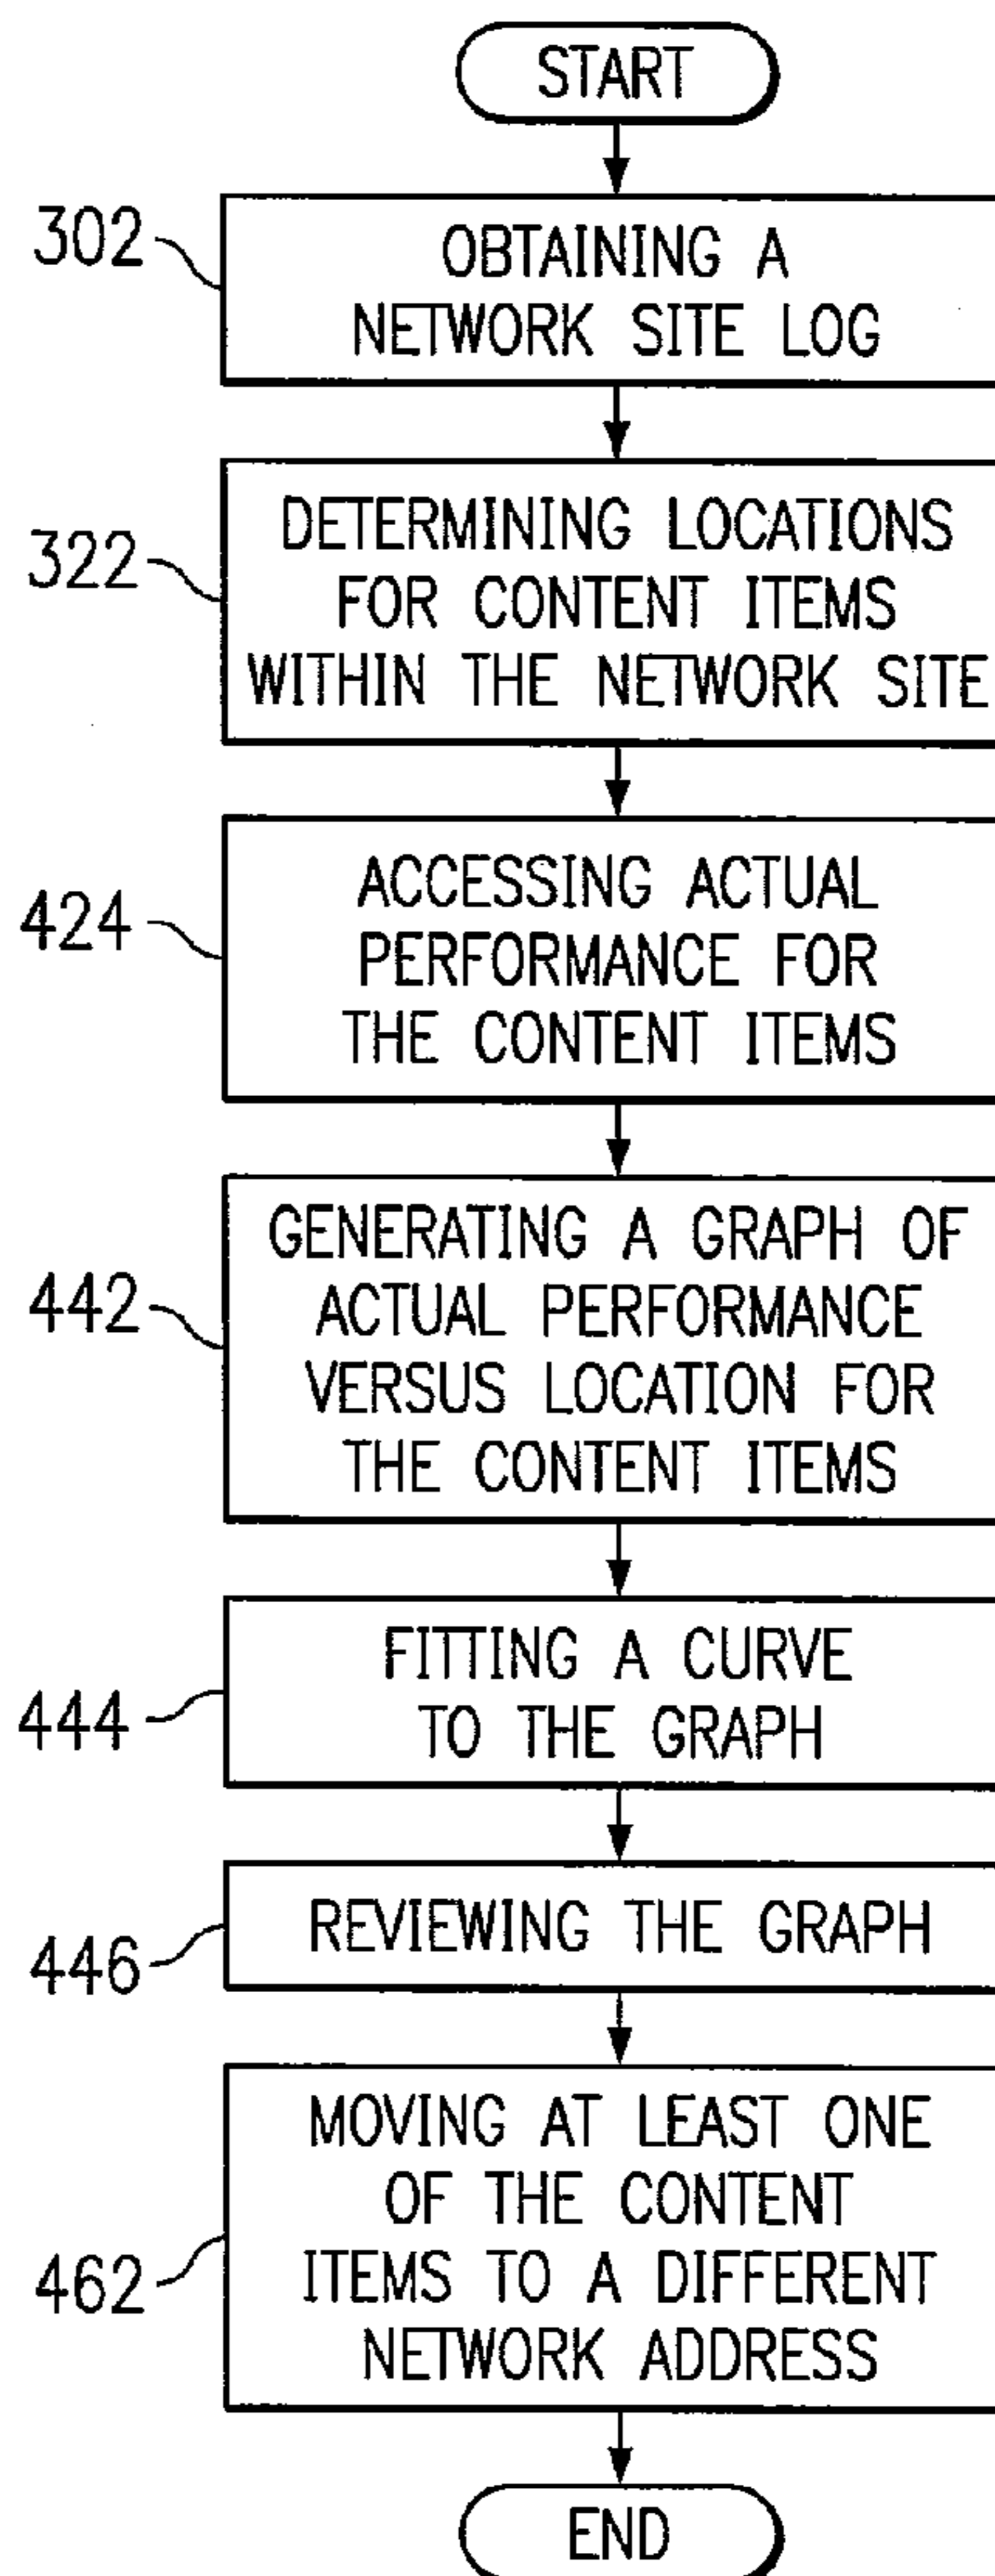 START
302
OBTAINING A
NETWORK SITE LOG
322
DETERMINING LOCATIONS
FOR CONTENT ITEMS
WITHIN THE NETWORK SITE
424
ACCESSING ACTUAL
PERFORMANCE FOR
THE CONTENT ITEMS
442
GENERATING A GRAPH OF
ACTUAL PERFORMANCE
VERSUS LOCATION FOR
THE CONTENT ITEMS
444
FITTING A CURVE
TO THE GRAPH
446
REVIEWING THE GRAPH
462
MOVING AT LEAST ONE
OF THE CONTENT
ITEMS TO A DIFFERENT
NETWORK ADDRESS
END